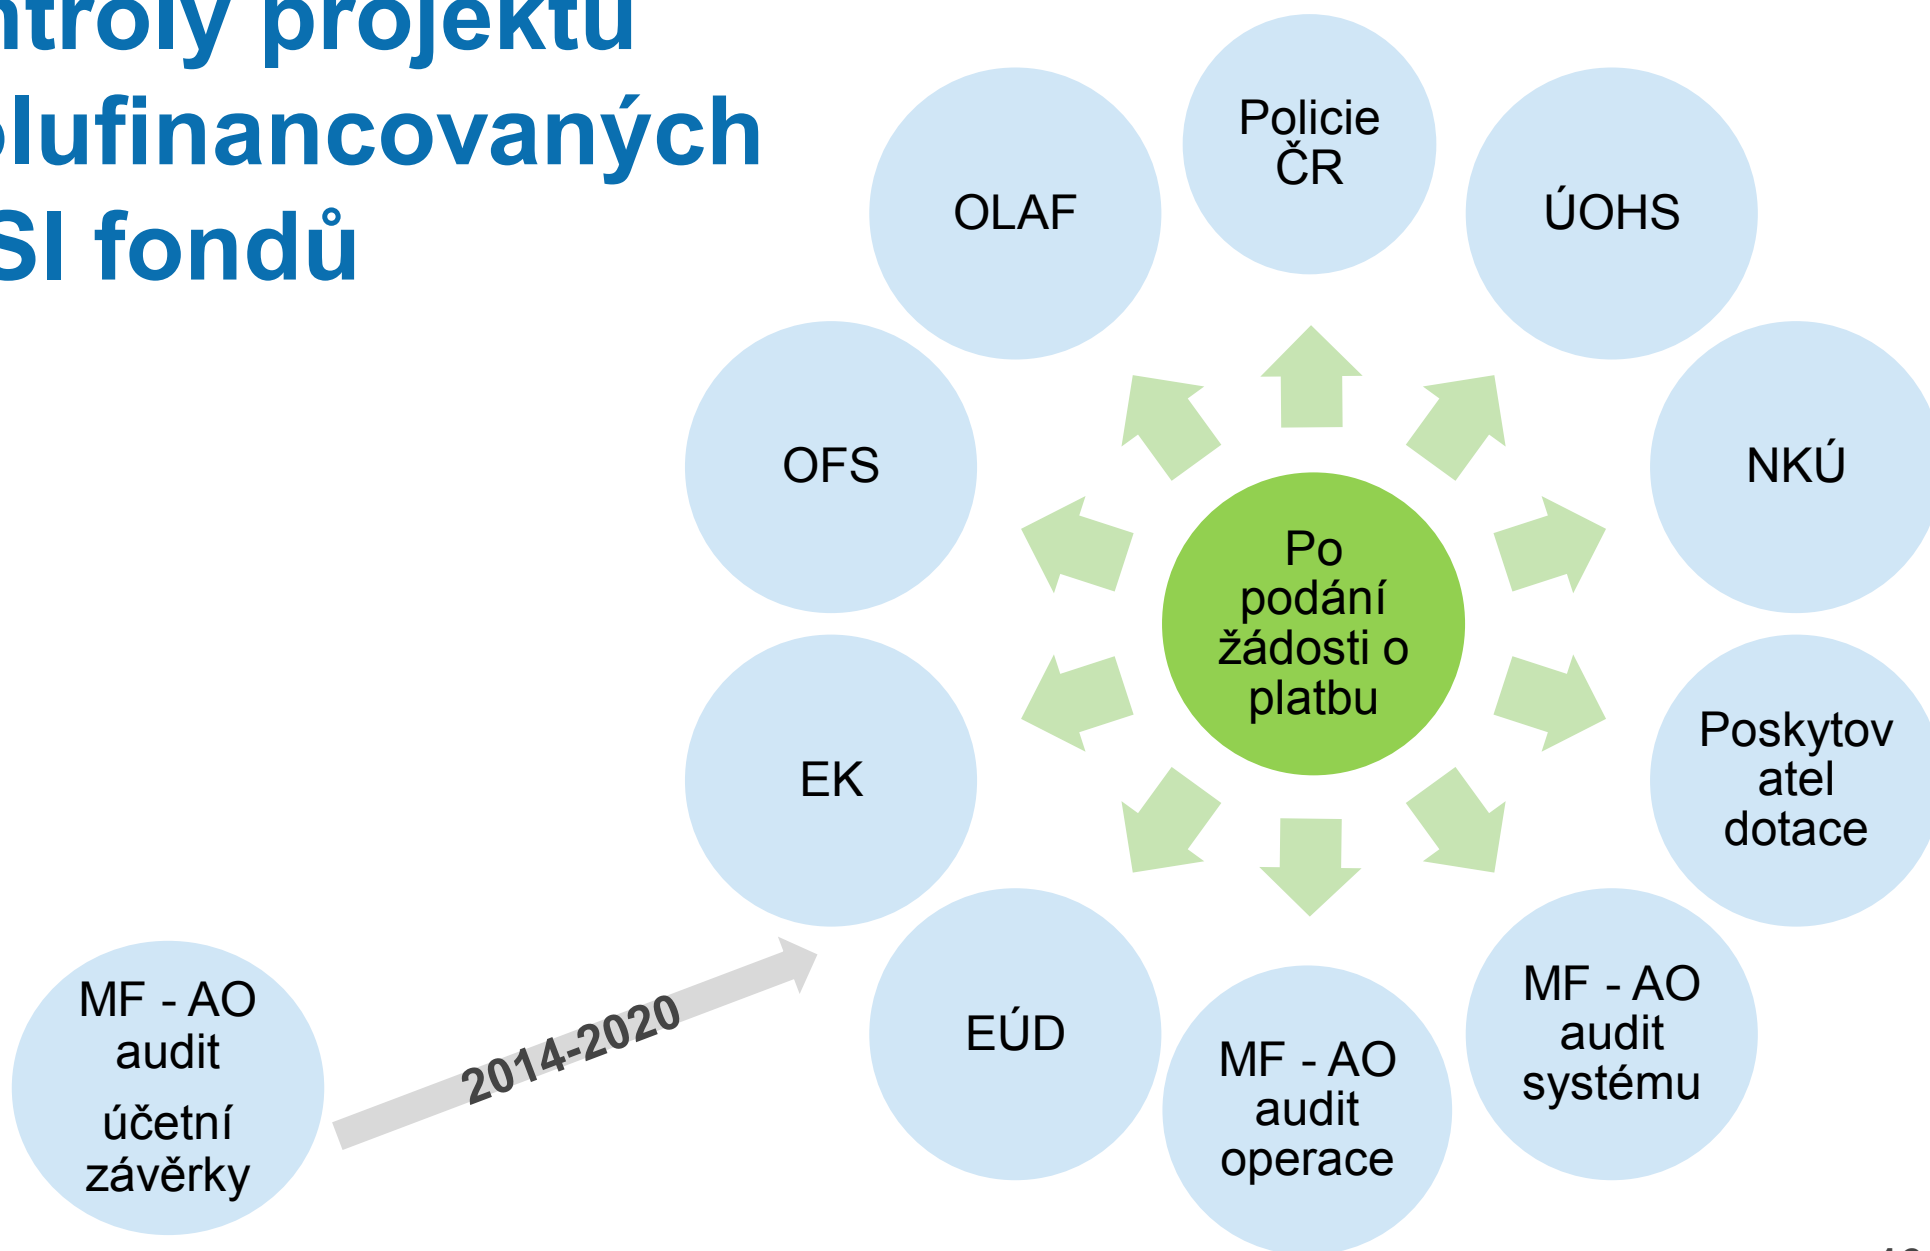 ntroly projektu
olufinancovaných
SI fondů
Policie
ČR
OLAF
ÚOHS
OFS
NKÚ
Po
podání
žádosti o
platbu
EK
Poskytov
atel
dotace
EÚD
MF - AO
audit
operace
MF - AO
audit
systému
MF - AO
audit
účetní
závěrky
2014-2020